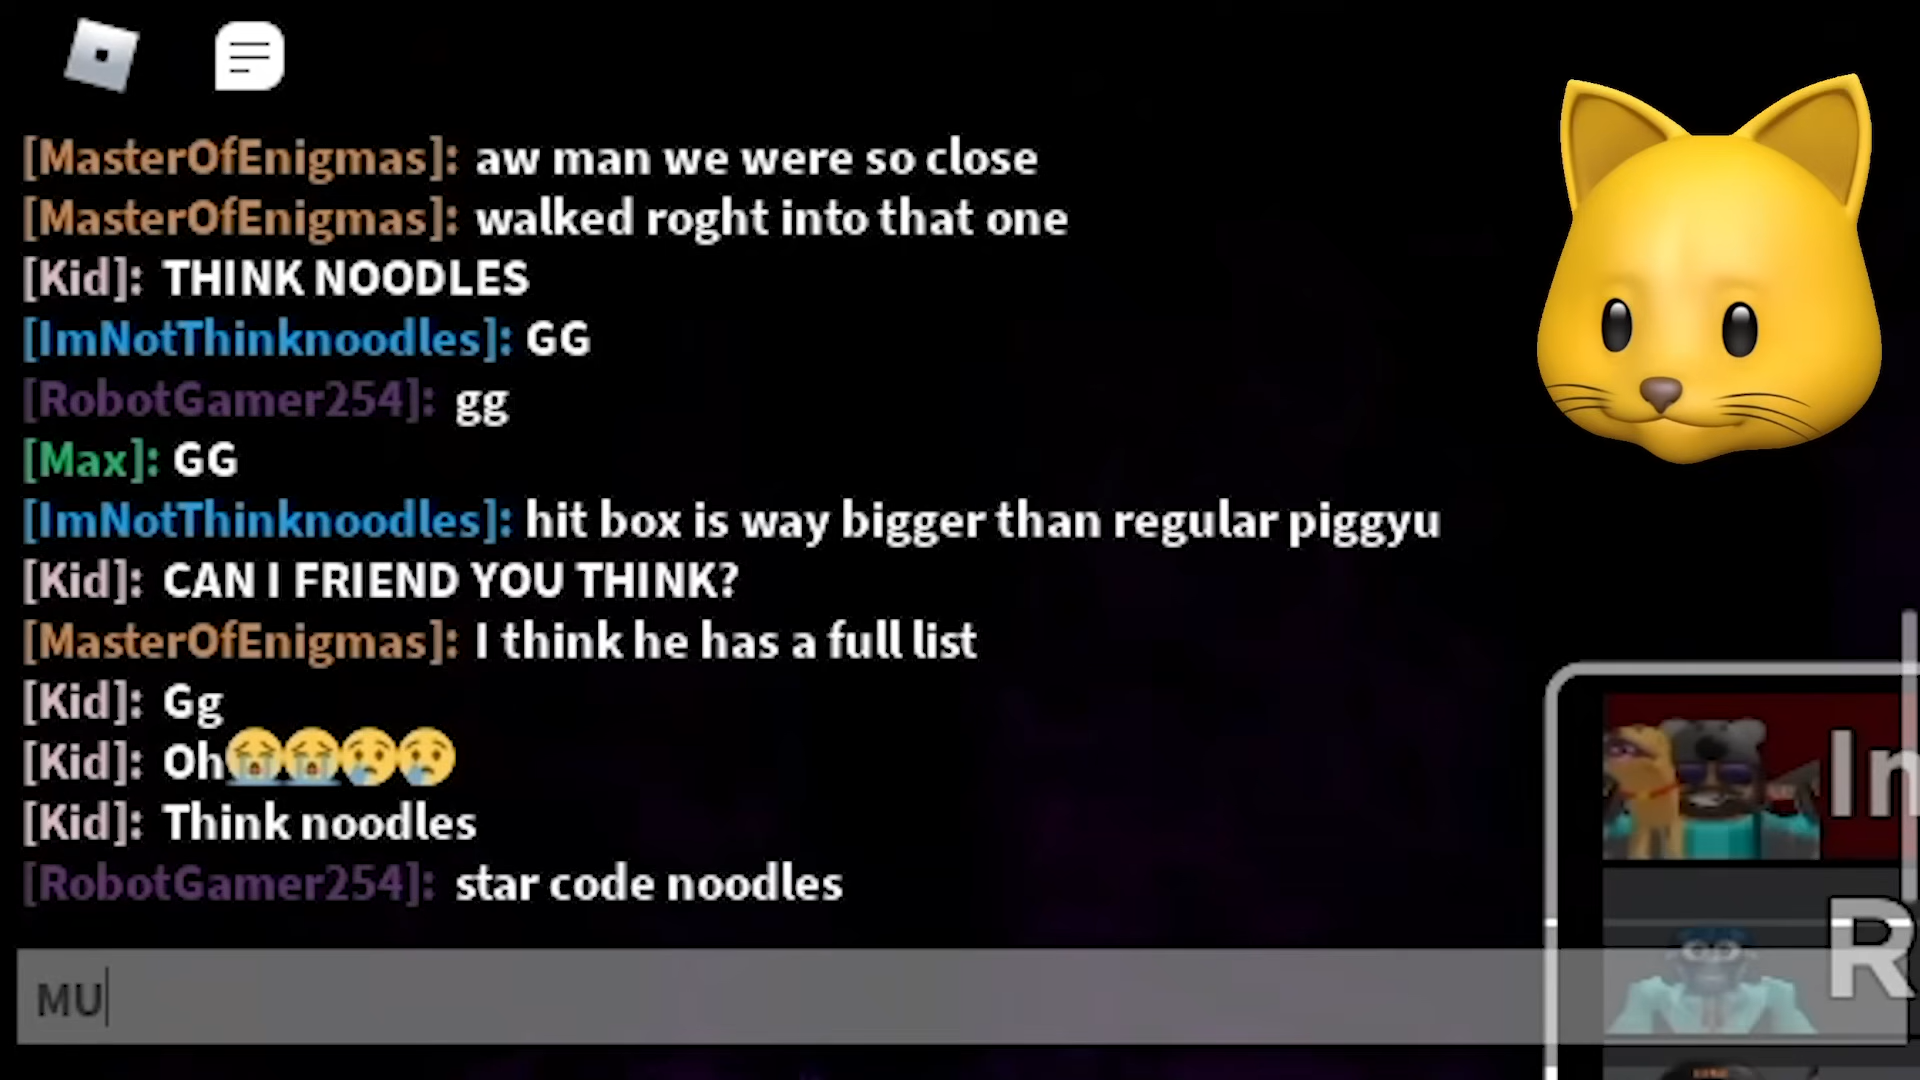 [MasterOfEnigmas]: aw man we were so close
[MasterOfEnigmas]: walked roght into that one
[Kid]: THINK NOODLES
[ImNotThinknoodles]: GG
[RobotGamer254]: gg
[Max]: GG
[ImNotThinknoodles]: hit box is way bigger than regular piggyu
[Kid]: CAN I FRIEND YOU THINK?
[MasterOfEnigmas]: I think he has a full list
[Kid]: Gg
[Kid]: Oh😭😭😢😢
[Kid]: Think noodles
[RobotGamer254]: star code noodles
MU
In
R